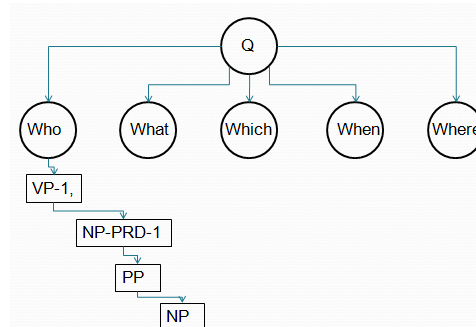 Q
Who What Which When Where
VP-1,
NP-PRD-1
PP
NP